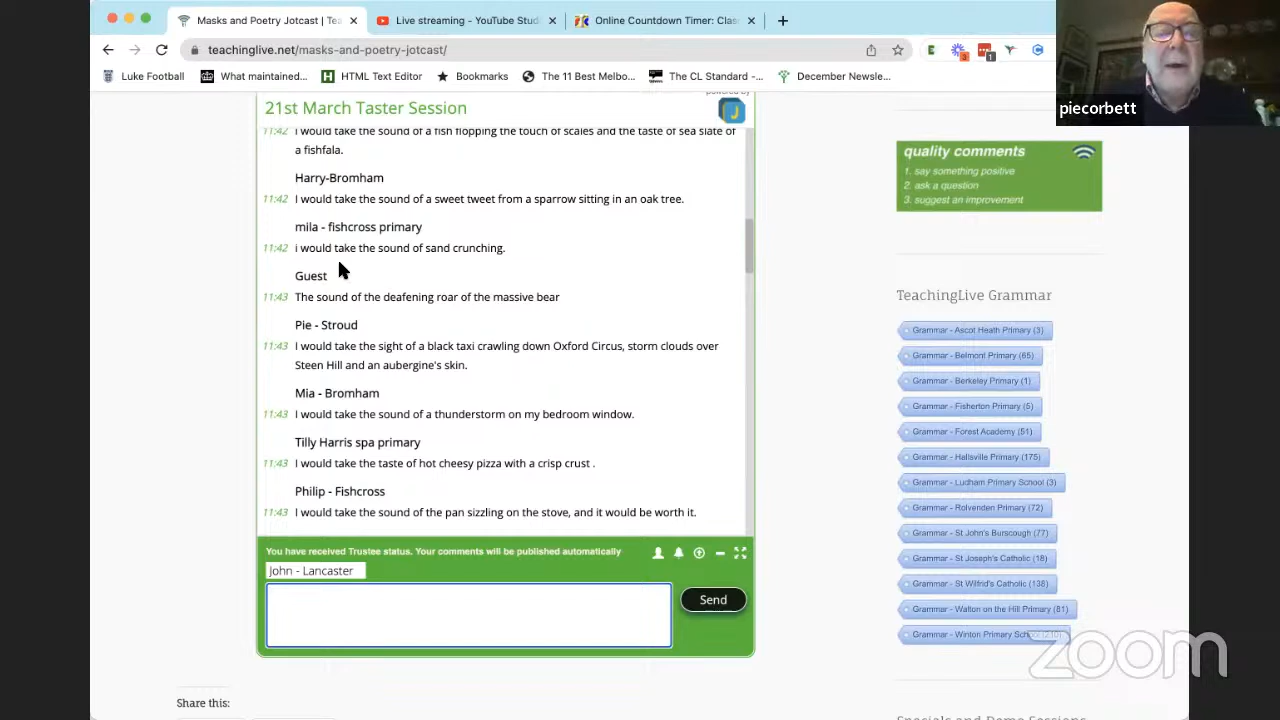 Masks and Poetry Jotcast | Tea
Live streaming - YouTube Stud
Online Countdown Timer: Clas
teachinglive.net/masks-and-poetry-jotcast/
Luke Football
What maintained...
HTML Text Editor
Bookmarks
The 11 Best Melbo...
The CL Standard -...
December Newsle...
piecorbett
powered by
21st March Taster Session
11:42 I would take the sound of a fish flopping the touch of scales and the taste of sea slate of
a fishfala.
Harry-Bromham
11:42 I would take the sound of a sweet tweet from a sparrow sitting in an oak tree.
mila - fishcross primary
11:42 i would take the sound of sand crunching.
Guest
11:43 The sound of the deafening roar of the massive bear
Pie - Stroud
11:43 I would take the sight of a black taxi crawling down Oxford Circus, storm clouds over
Steen Hill and an aubergine's skin.
Mia - Bromham
11:43 I would take the sound of a thunderstorm on my bedroom window.
Tilly Harris spa primary
11:43 I would take the taste of hot cheesy pizza with a crisp crust .
Philip - Fishcross
11:43 I would take the sound of the pan sizzling on the stove, and it would be worth it.
You have received Trustee status. Your comments will be published automatically
John - Lancaster
Send
Share this:
quality comments
1. say something positive
2. ask a question
3. suggest an improvement
TeachingLive Grammar
Grammar - Ascot Heath Primary (3)
Grammar - Belmont Primary (65)
Grammar - Berkeley Primary (1)
Grammar - Fisherton Primary (5)
Grammar - Forest Academy (51)
Grammar - Hallsville Primary (175)
Grammar - Ludham Primary School (3)
Grammar - Rolvenden Primary (72)
Grammar - St John's Burscough (77)
Grammar - St Joseph's Catholic (18)
Grammar - St Wilfrid's Catholic (138)
Grammar - Walton on the Hill Primary (81)
Grammar - Winton Primary School (210)
zoom
Specials and Demo Sessions